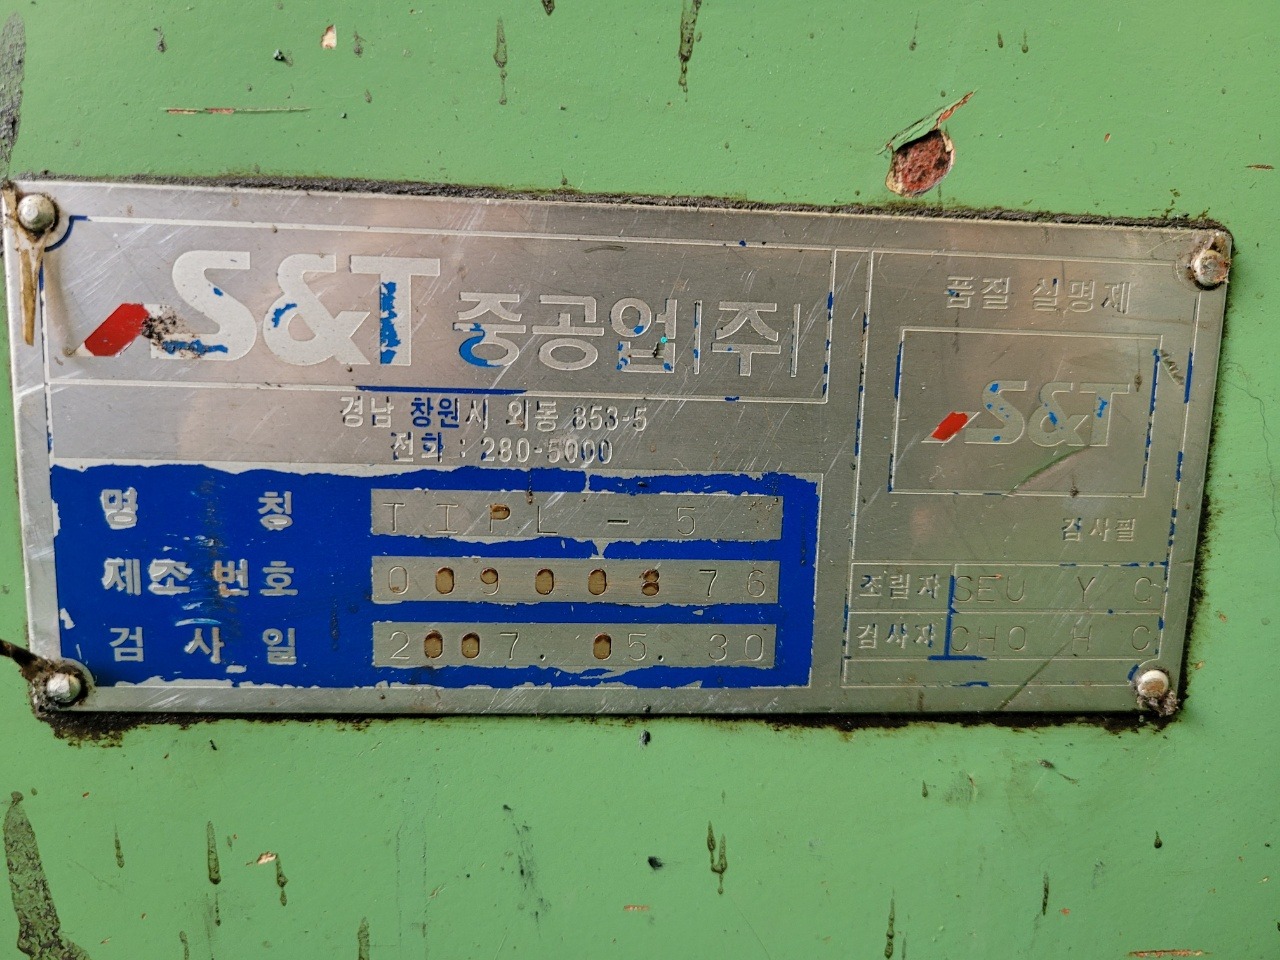 S&T 중공업(주)
경남 창원시 외동 853-5
전화 : 280-5000
명 칭 TIPL-5
제조번호 00900876
검 사 일 2007. 05. 30
품질 실명제
S&T
검사필
조립자 SEU Y C
검사자 CHO H C